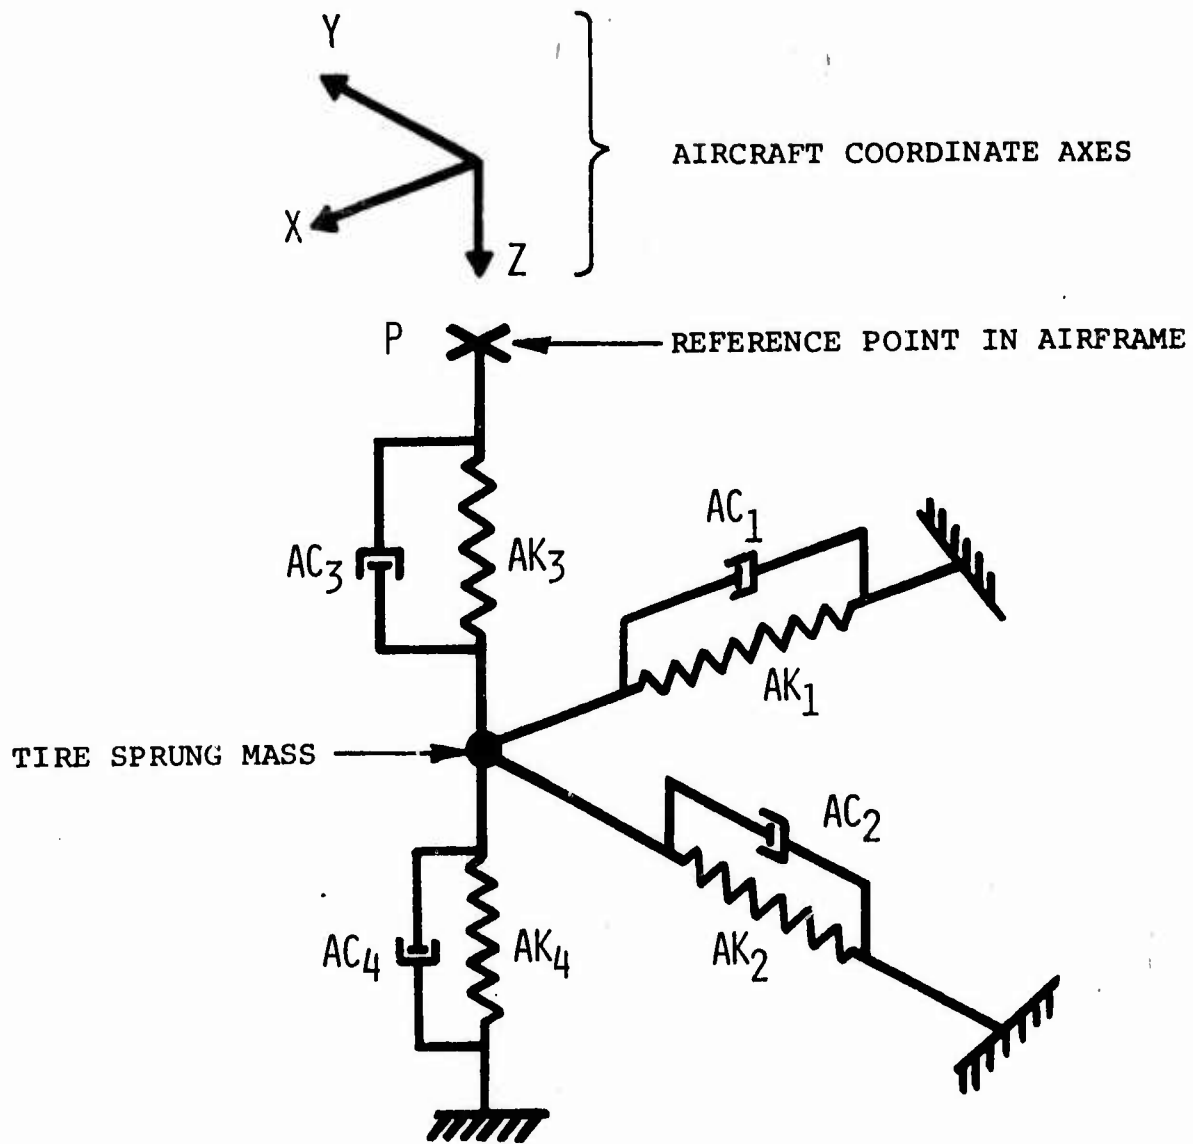 Y
AIRCRAFT COORDINATE AXES
X
Z
P
REFERENCE POINT IN AIRFRAME
AC1
AC3
AK3
AK1
TIRE SPRUNG MASS
AC2
AC4
AK4
AK2